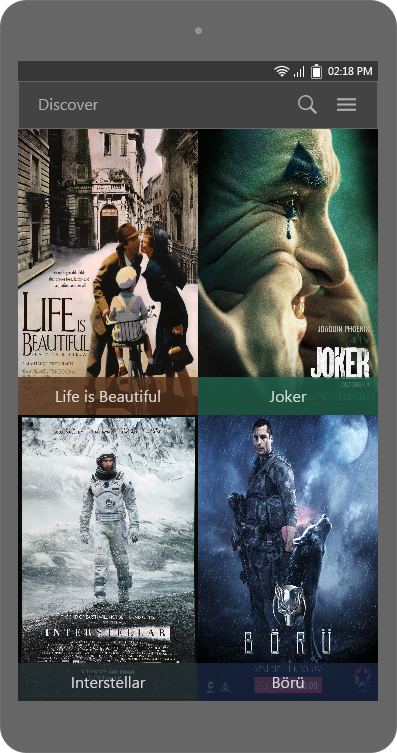 02:18 PM
Discover
LIFE IS
BEAUTIFUL
Life is Beautiful
JOAQUIN PHOENIX
JOKER
OCTOBER 4
Joker
INTERSTELLAR
Interstellar
BÖRÜ
Börü